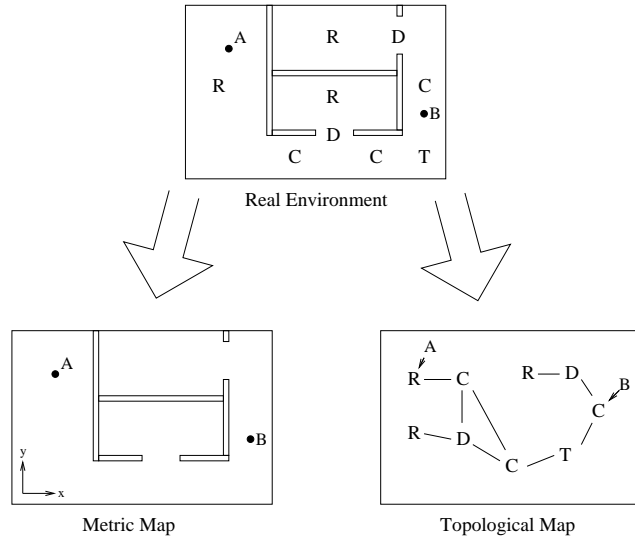 A
R D
R C
R
B
D
C C T
Real Environment
A
B
y
x
Metric Map
A
R C R D B
C
R D
C T
Topological Map